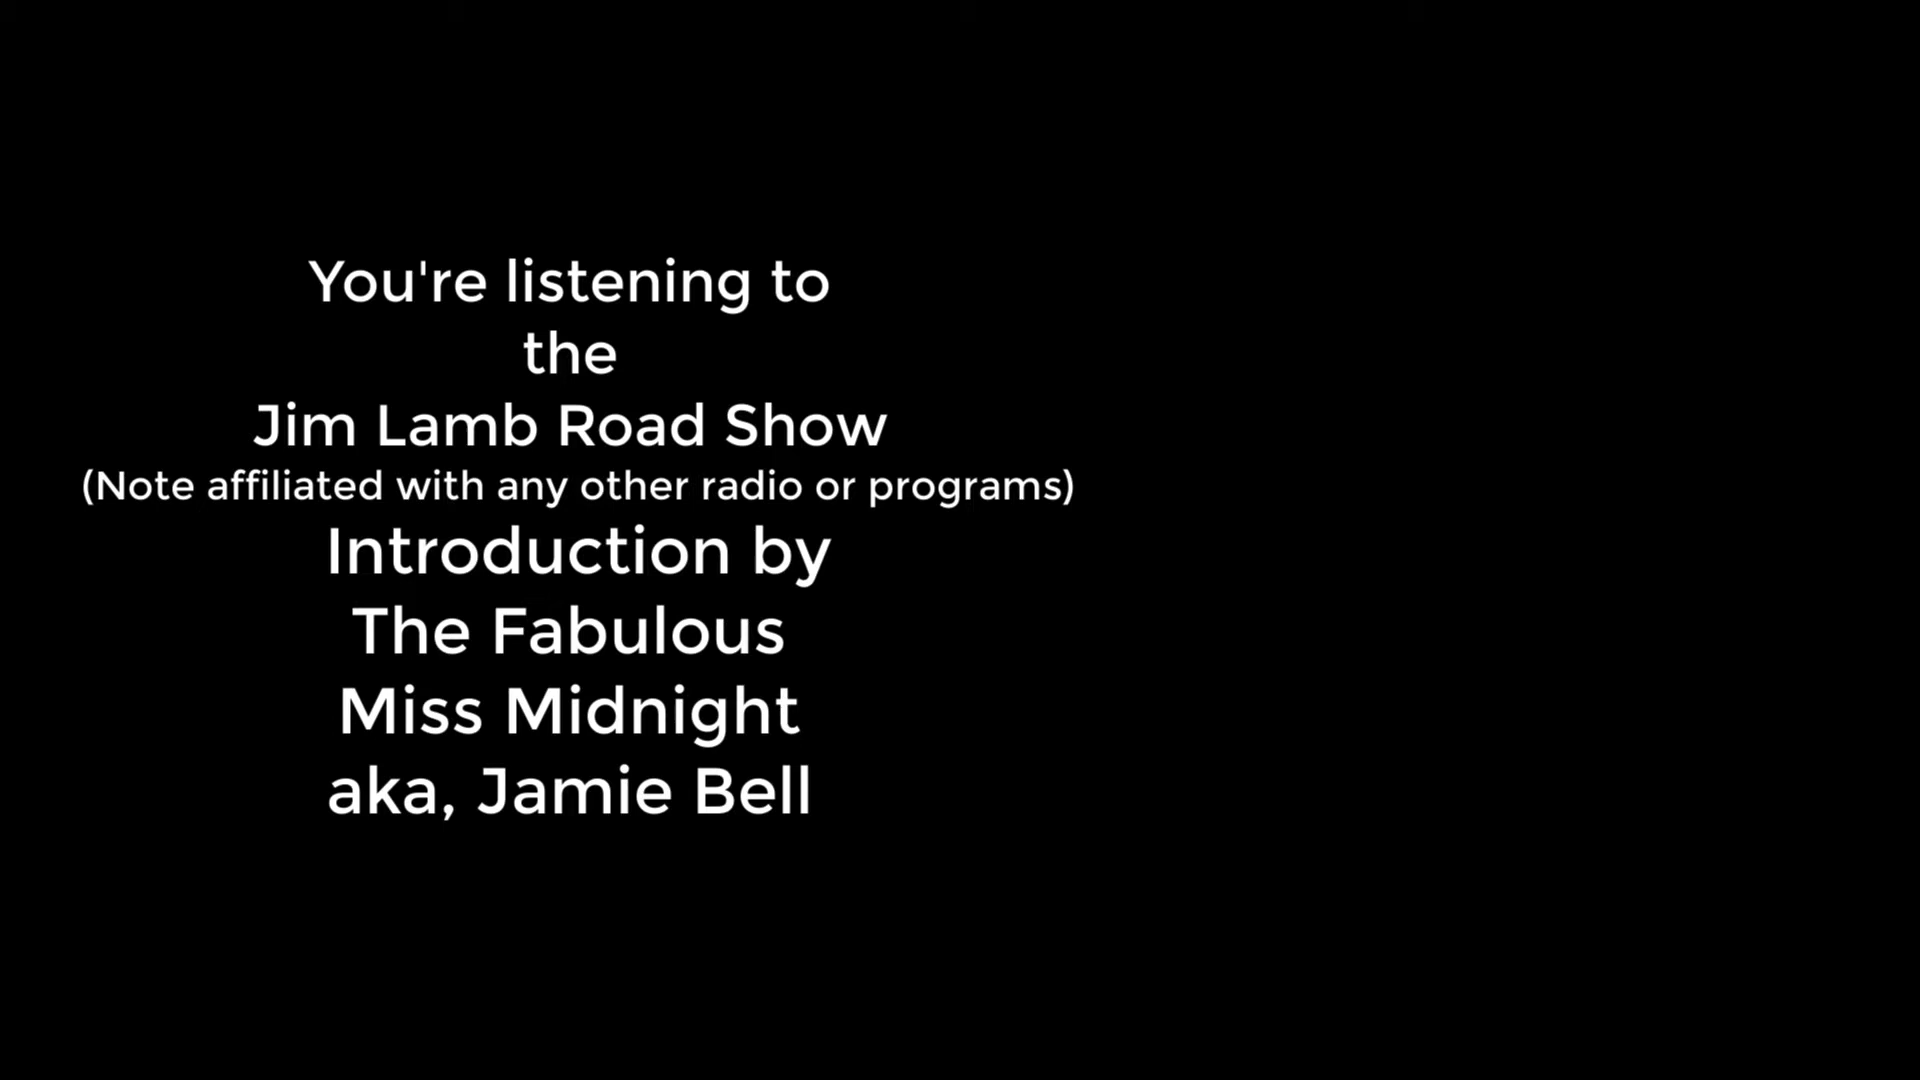 You're listening to
the
Jim Lamb Road Show
(Note affiliated with any other radio or programs)
Introduction by
The Fabulous
Miss Midnight
aka, Jamie Bell